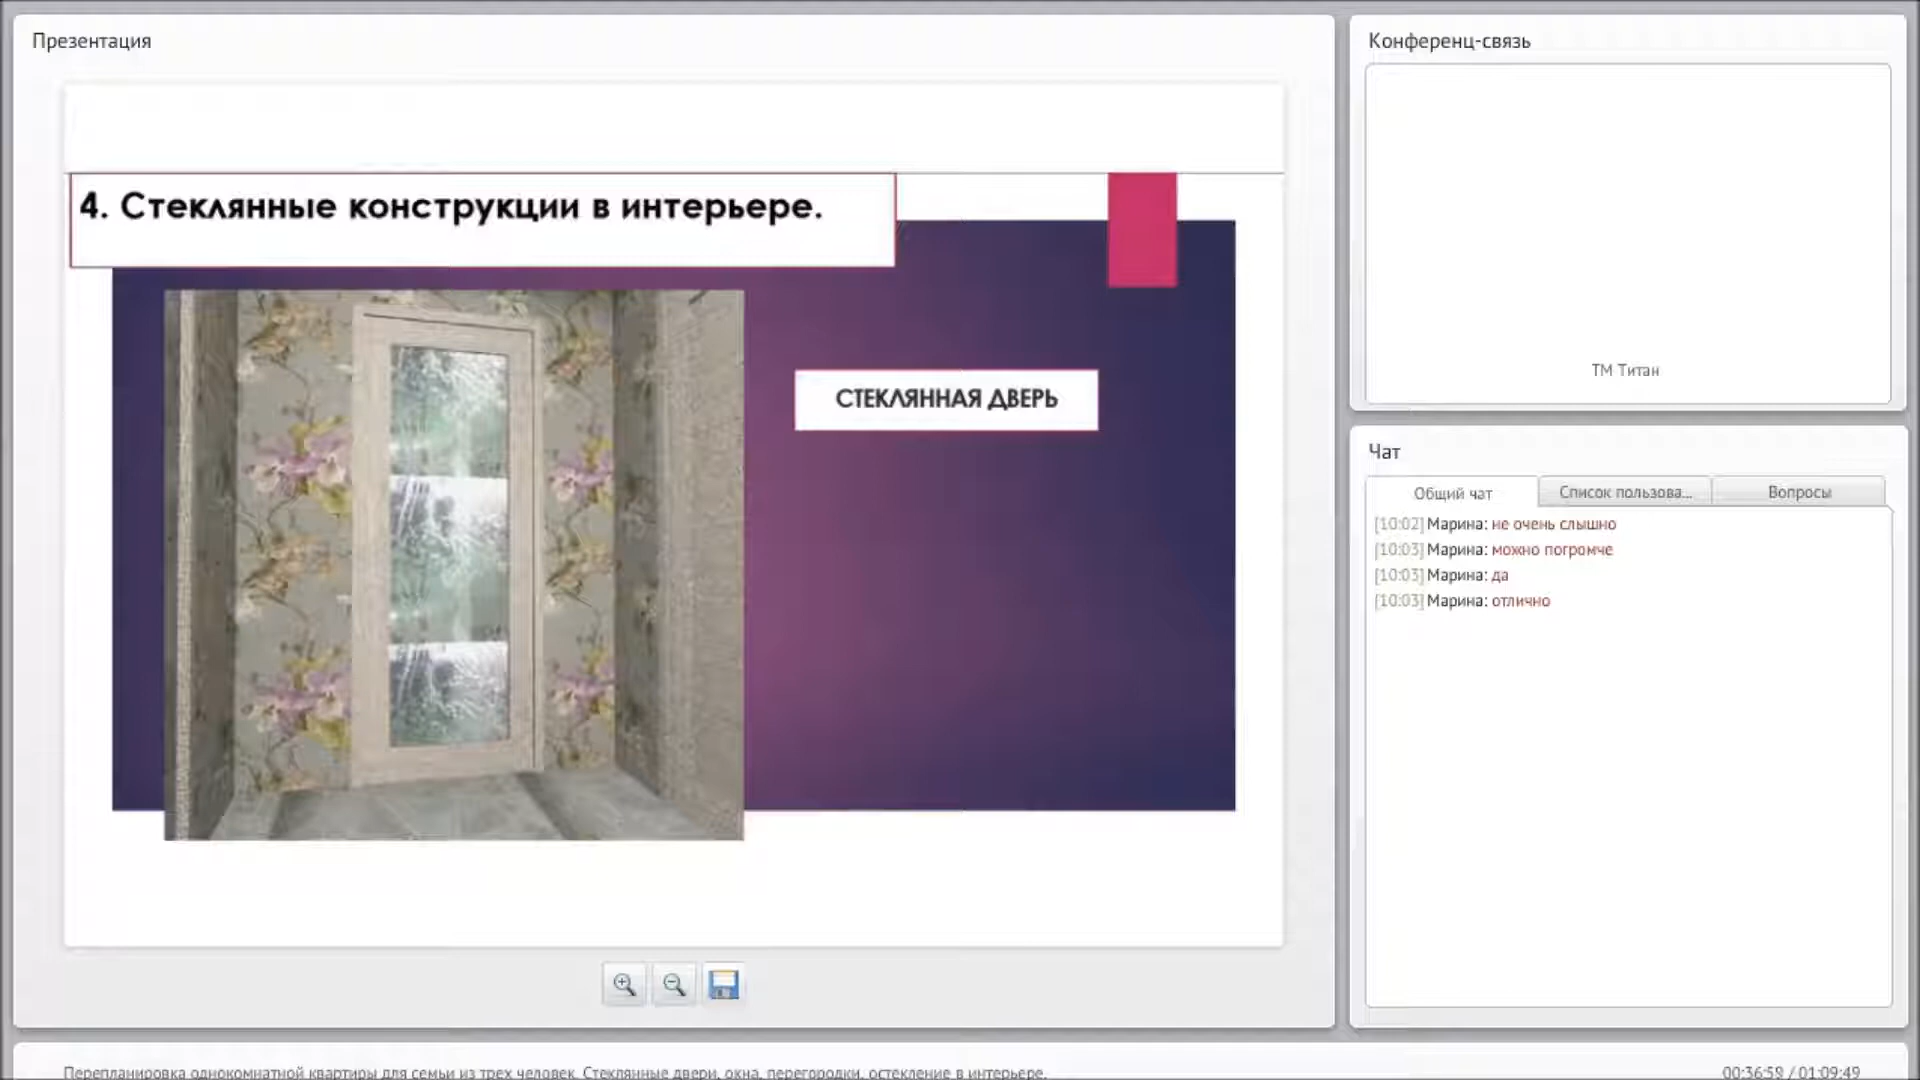 Презентация
4. Стеклянные конструкции в интерьере.
СТЕКЛЯННАЯ ДВЕРЬ
Конференц-связь
ТМ Титан
Чат
Общий чат
Список пользова...
Вопросы
[10:02] Марина: не очень слышно
[10:03] Марина: можно погромче
[10:03] Марина: да
[10:03] Марина: отлично
Перепланировка однокомнатной квартиры для семьи из трех человек. Стеклянные двери, окна, перегородки, остекление в интерьере.
00:36:59 / 01:09:49